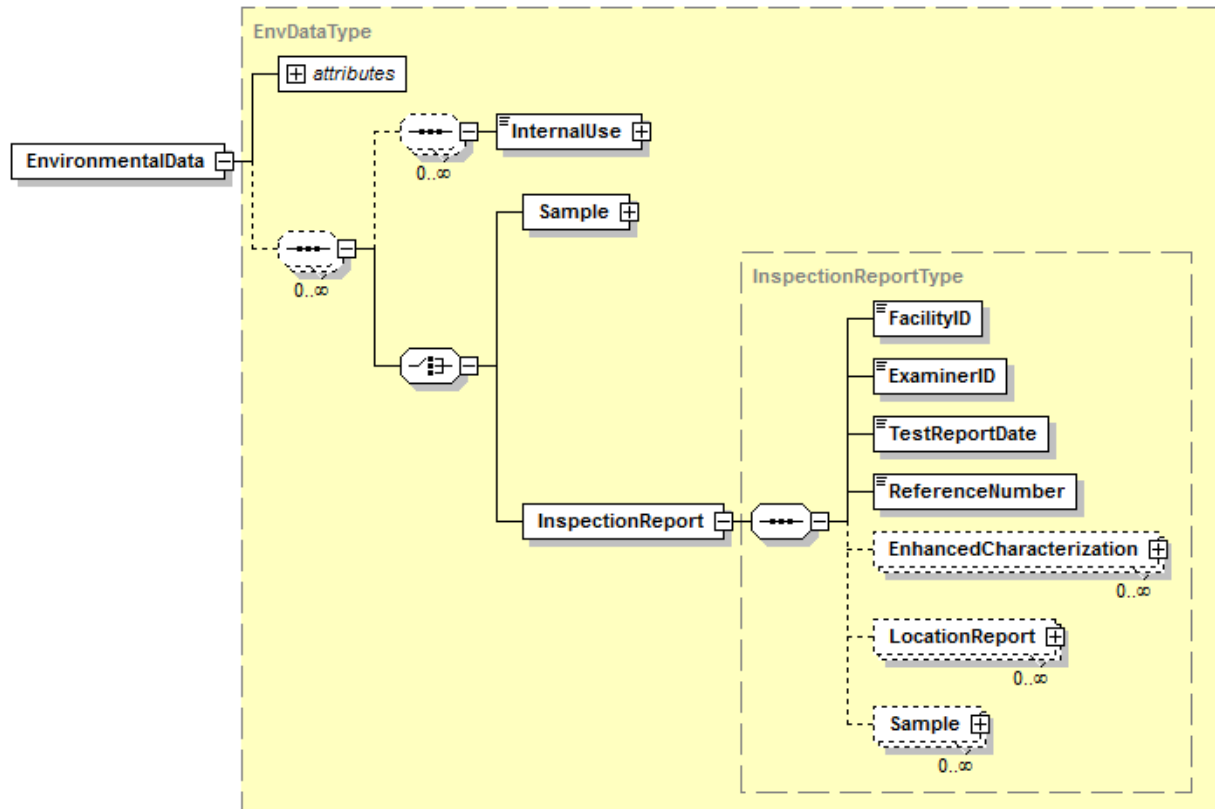 EnvDataType
attributes
InternalUse
EnvironmentalData
0..∞
Sample
0..∞
InspectionReportType
FacilityID
ExaminerID
TestReportDate
ReferenceNumber
InspectionReport
EnhancedCharacterization
0..∞
LocationReport
0..∞
Sample
0..∞